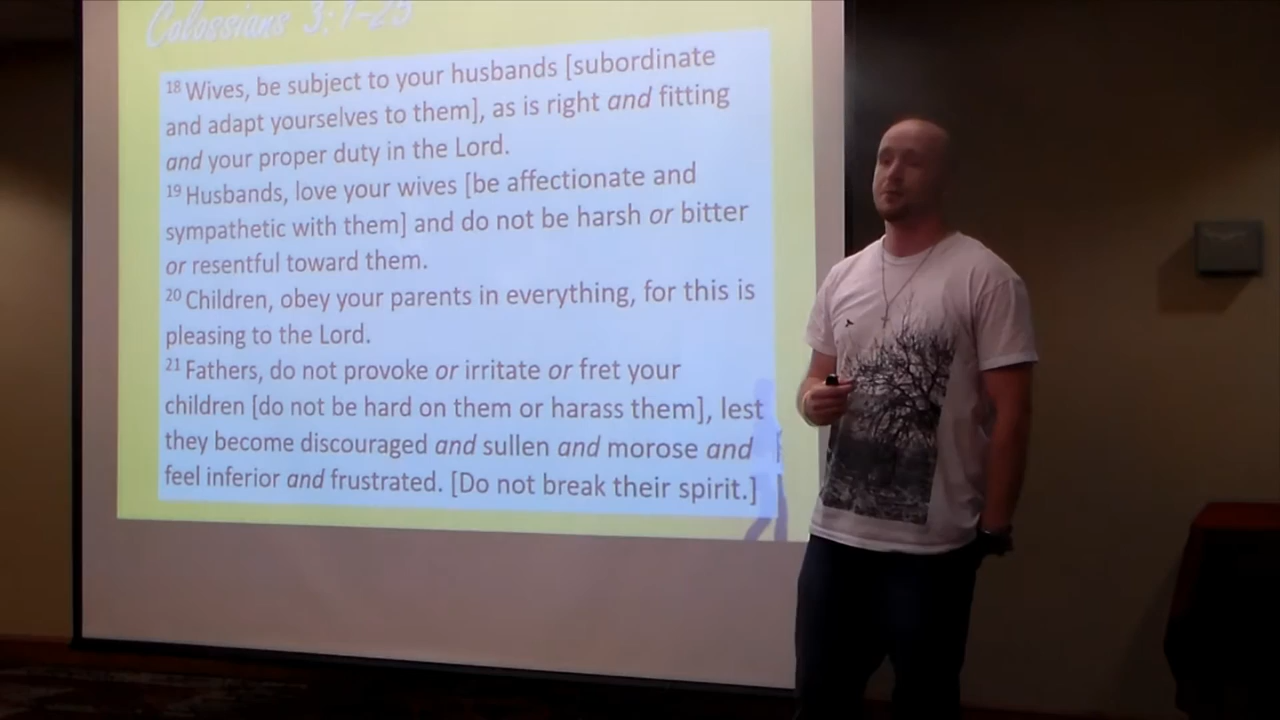 Colossians 3:1-25
18 Wives, be subject to your husbands [subordinate
and adapt yourselves to them], as is right and fitting
and your proper duty in the Lord.
19 Husbands, love your wives [be affectionate and
sympathetic with them] and do not be harsh or bitter
or resentful toward them.
20 Children, obey your parents in everything, for this is
pleasing to the Lord.
21 Fathers, do not provoke or irritate or fret your
children [do not be hard on them or harass them], lest
they become discouraged and sullen and morose and
feel inferior and frustrated. [Do not break their spirit.]